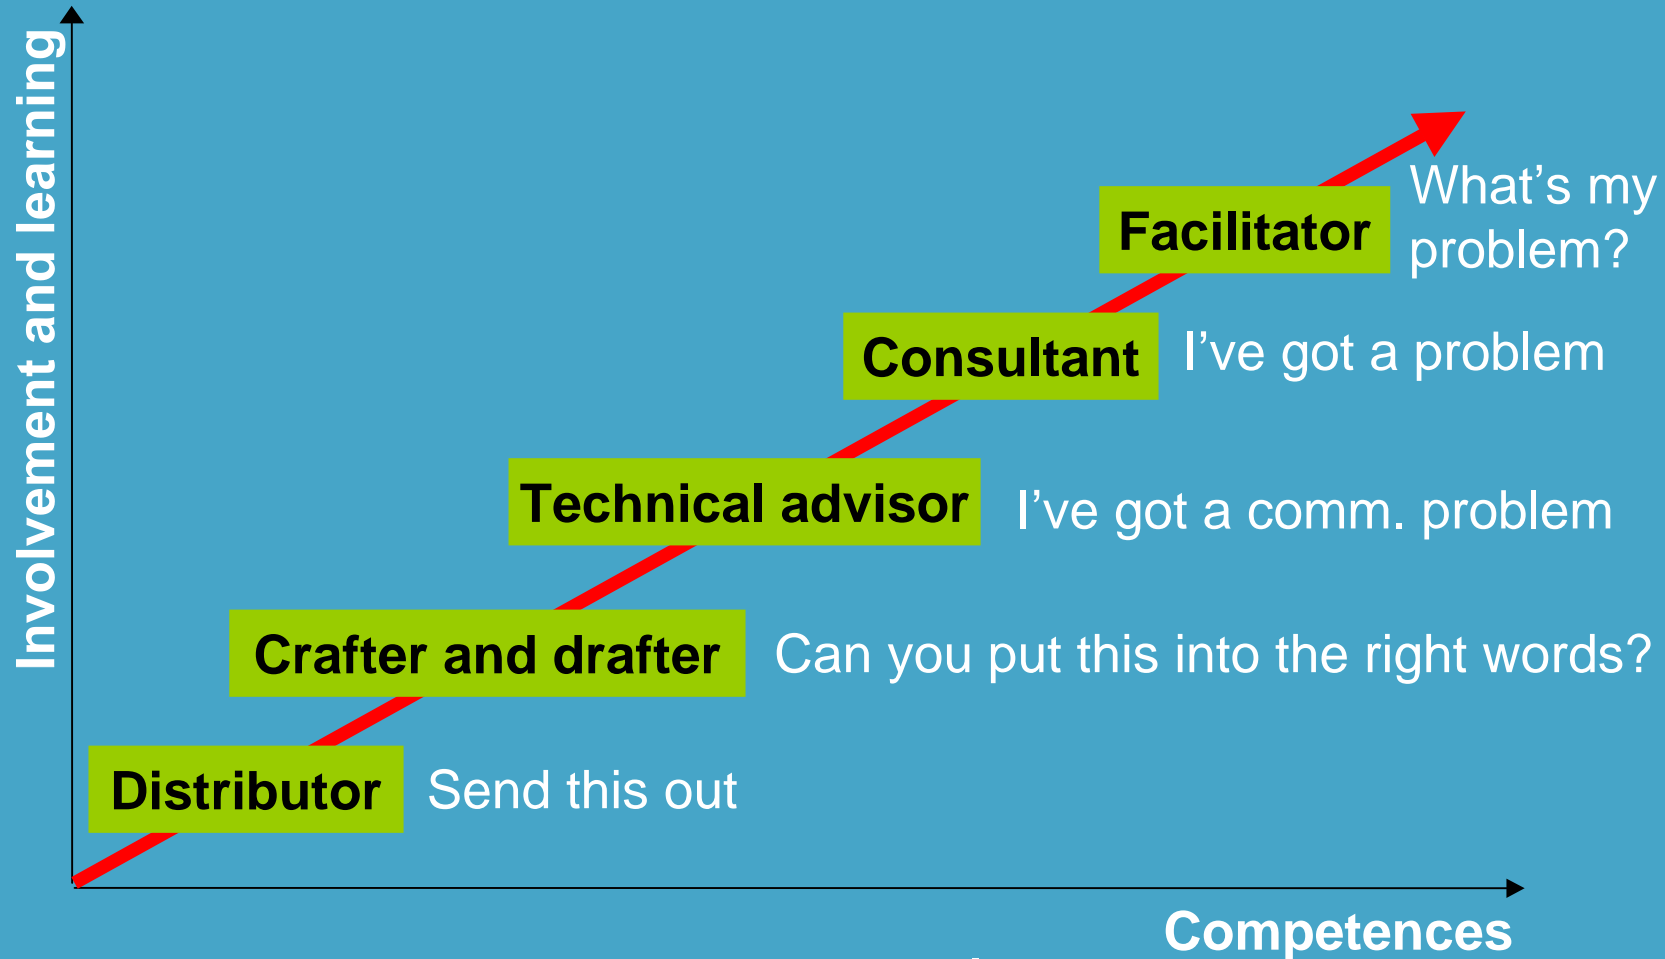 Involvement and learning
What’s my
problem?
Facilitator
Consultant
I’ve got a problem
Technical advisor
I’ve got a comm. problem
Crafter and drafter
Can you put this into the right words?
Distributor
Send this out
Competences